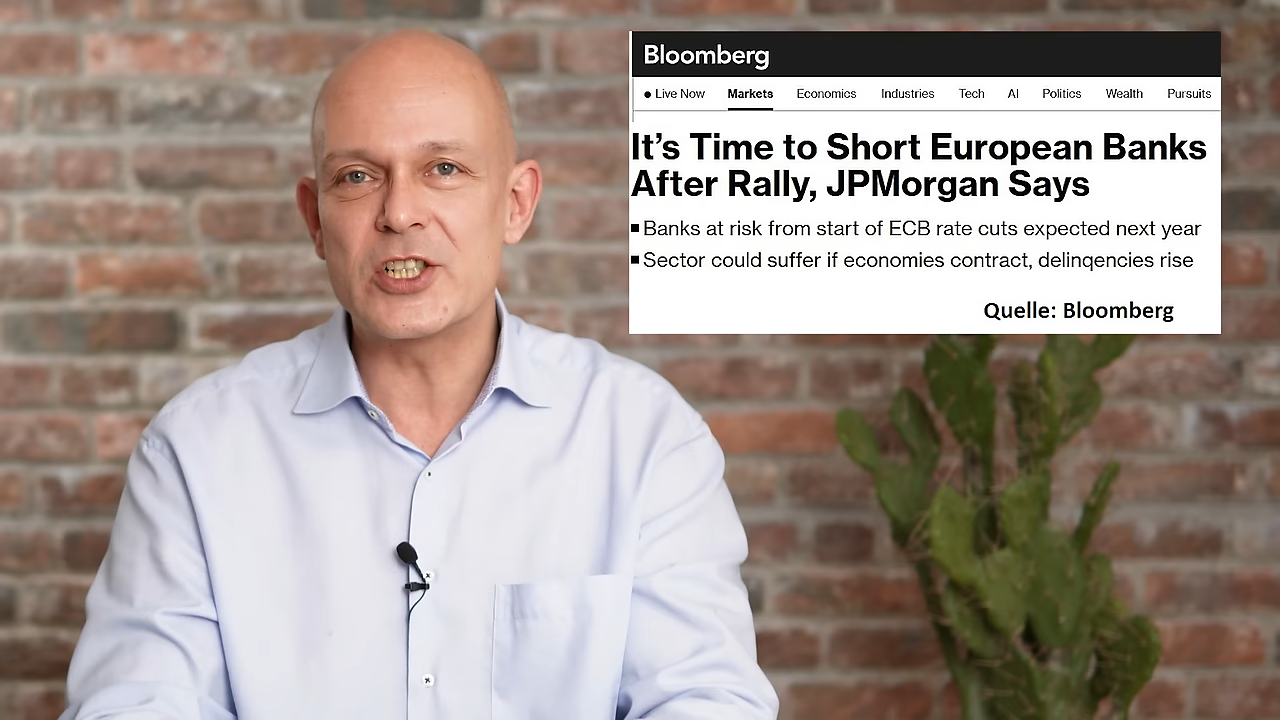 Bloomberg
Live Now Markets Economics Industries Tech AI Politics Wealth Pursuits
It's Time to Short European Banks
After Rally, JPMorgan Says
Banks at risk from start of ECB rate cuts expected next year
Sector could suffer if economies contract, delinqencies rise
Quelle: Bloomberg